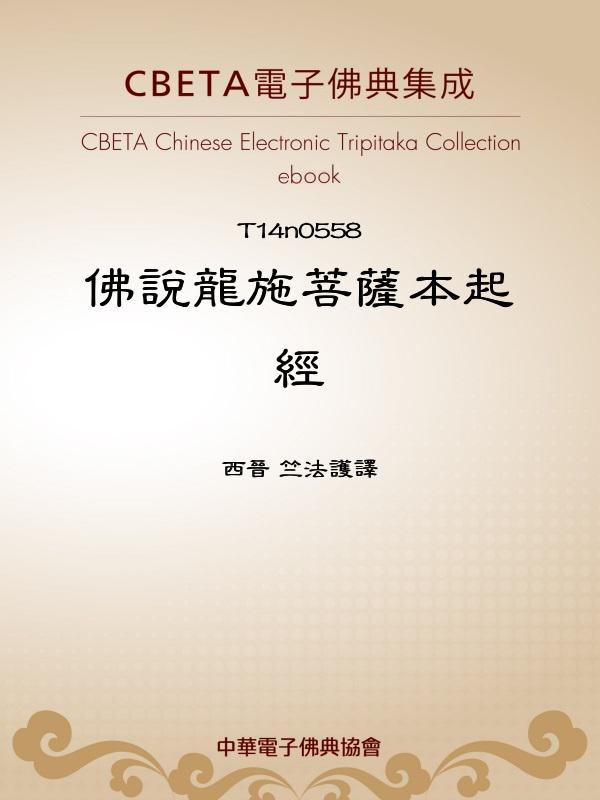 CBETA電子佛典集成
CBETA Chinese Electronic Tripitaka Collection
ebook
T14n0558
佛說龍施菩薩本起
經
西晉 竺法護譯
中華電子佛典協會